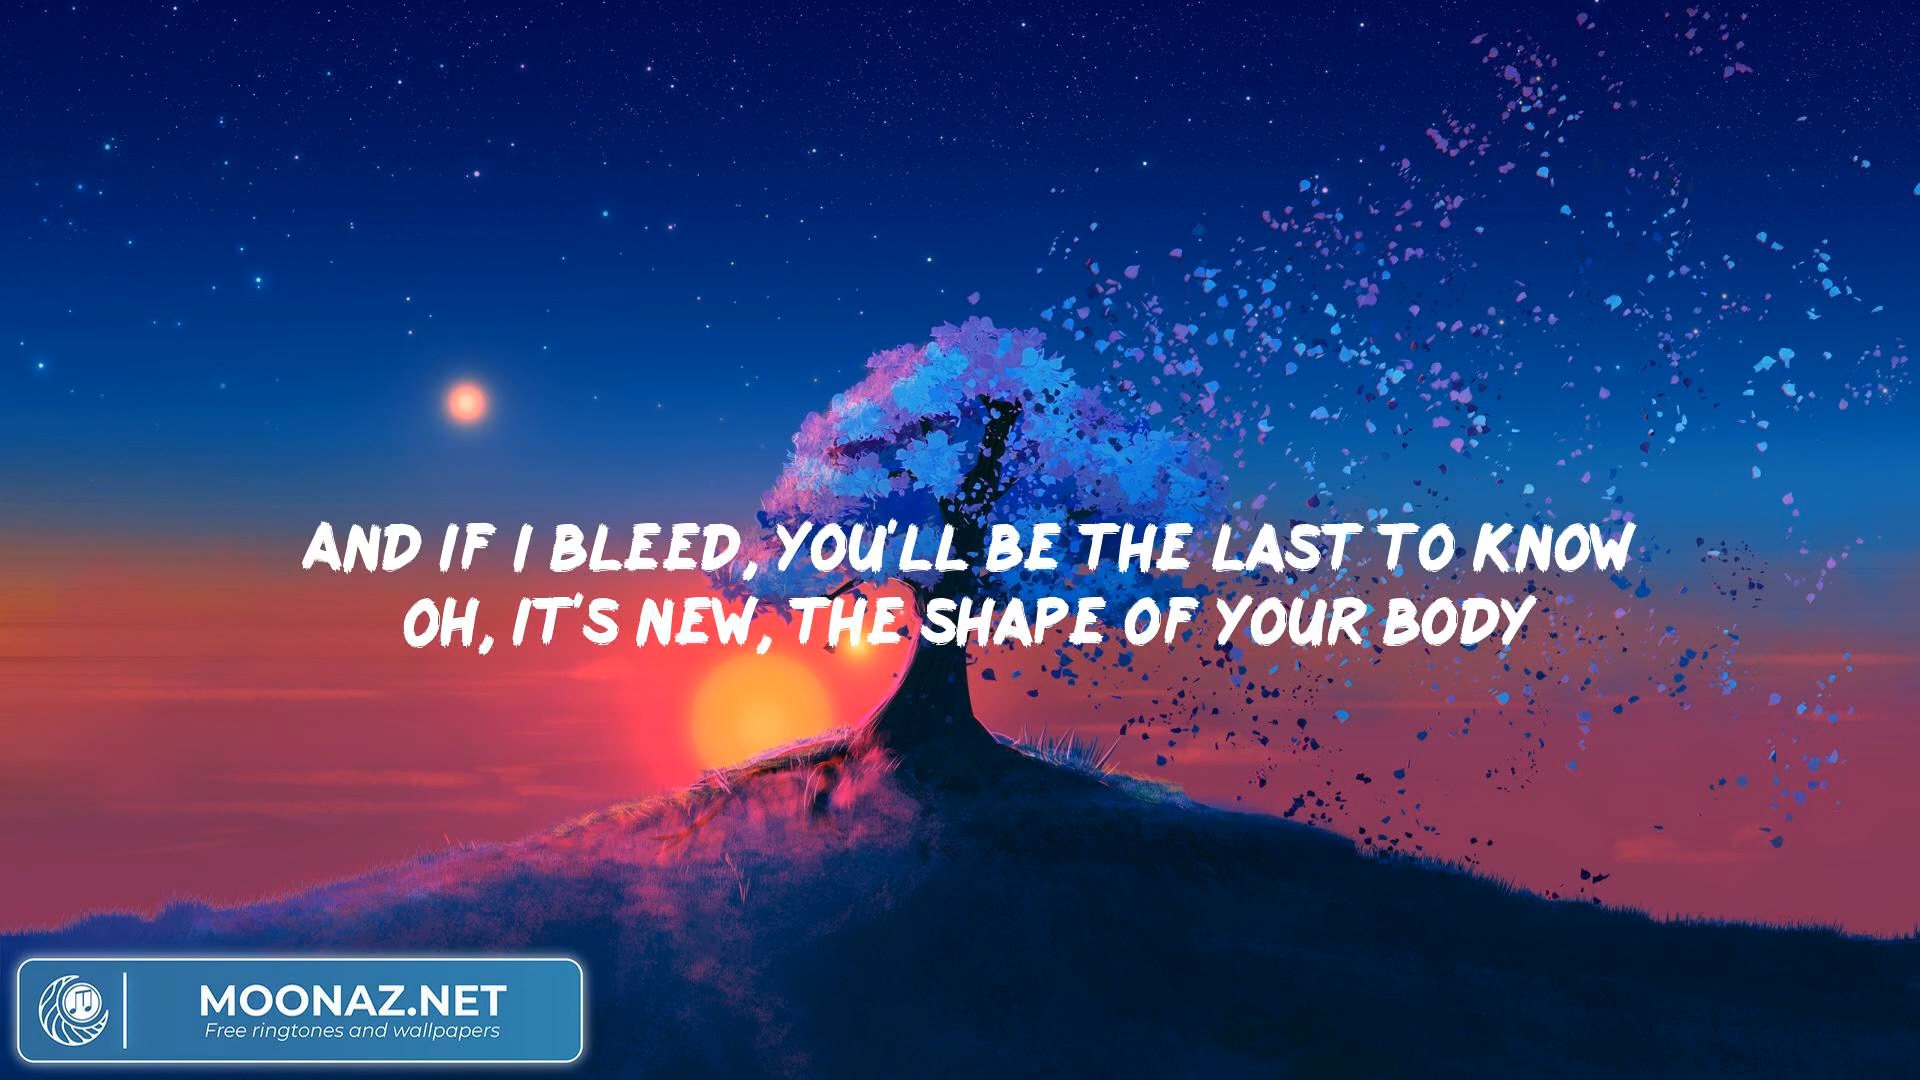 AND IF I BLEED, YOU'LL BE THE LAST TO KNOW
OH, IT'S NEW, THE SHAPE OF YOUR BODY
MOONAZ.NET
Free ringtones and wallpapers